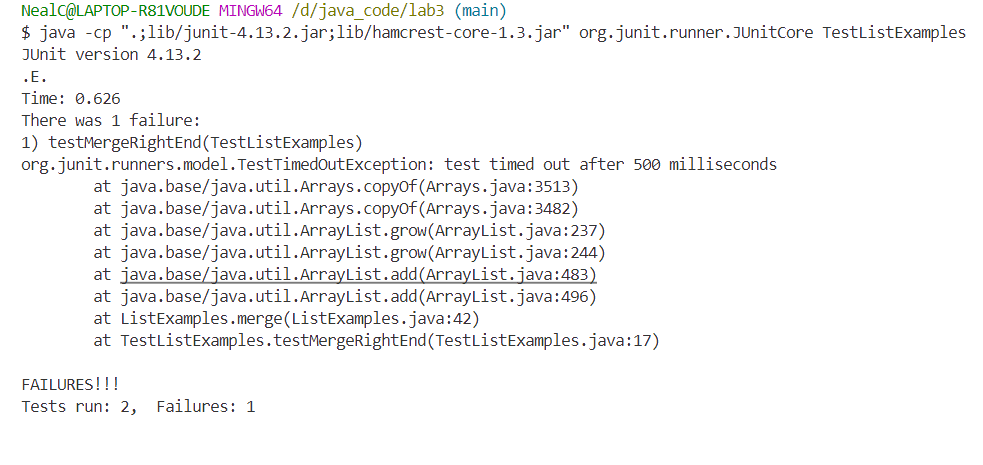 NealC@LAPTOP-R81VOUDE MINGW64 /d/java_code/lab3 (main)
$ java -cp ".;lib/junit-4.13.2.jar;lib/hamcrest-core-1.3.jar" org.junit.runner.JUnitCore TestListExamples
JUnit version 4.13.2
.E.
Time: 0.626
There was 1 failure:
1) testMergeRightEnd(TestListExamples)
org.junit.runners.model.TestTimedOutException: test timed out after 500 milliseconds
        at java.base/java.util.Arrays.copyOf(Arrays.java:3513)
        at java.base/java.util.Arrays.copyOf(Arrays.java:3482)
        at java.base/java.util.ArrayList.grow(ArrayList.java:237)
        at java.base/java.util.ArrayList.grow(ArrayList.java:244)
        at java.base/java.util.ArrayList.add(ArrayList.java:483)
        at java.base/java.util.ArrayList.add(ArrayList.java:496)
        at ListExamples.merge(ListExamples.java:42)
        at TestListExamples.testMergeRightEnd(TestListExamples.java:17)

FAILURES!!!
Tests run: 2,  Failures: 1